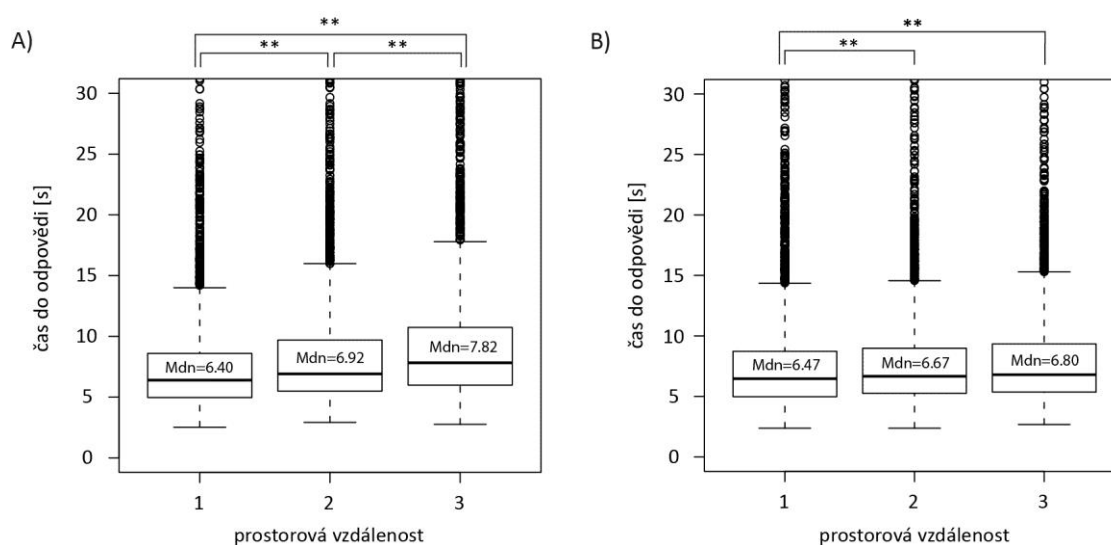 A)
**
**
**
30
25
20
15
10
5
0
čas do odpovědi [s]
Mdn=6.40
Mdn=6.92
Mdn=7.82
1
2
3
prostorová vzdálenost
B)
**
**
30
25
20
15
10
5
0
čas do odpovědi [s]
Mdn=6.47
Mdn=6.67
Mdn=6.80
1
2
3
prostorová vzdálenost